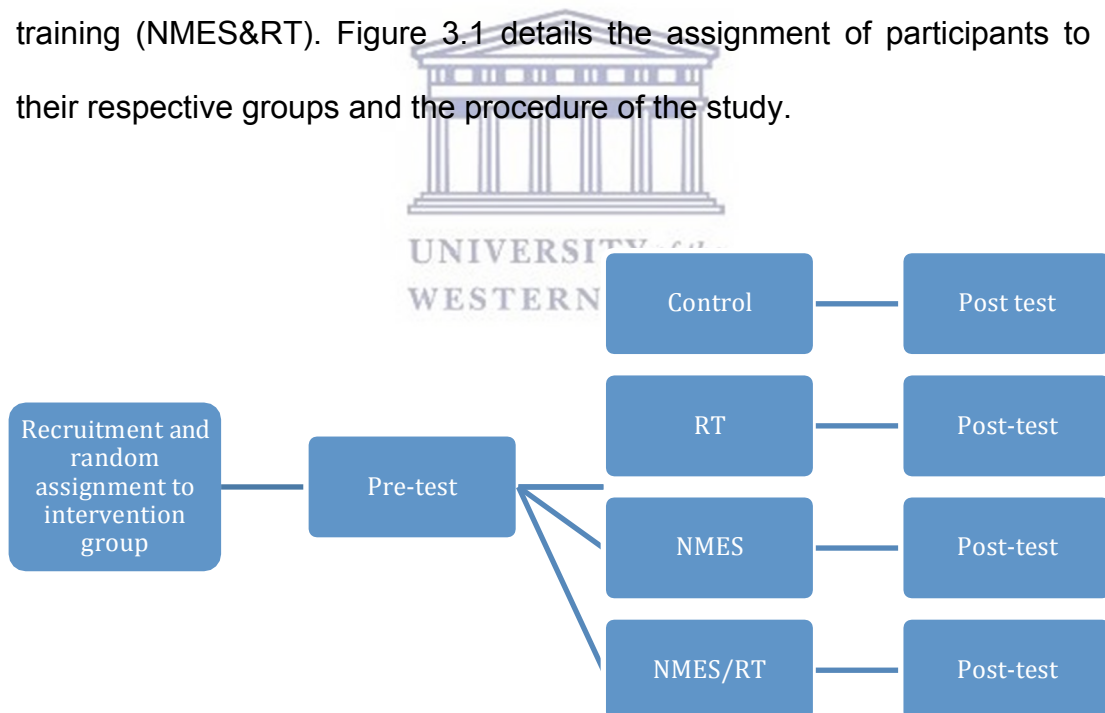 training (NMES&RT). Figure 3.1 details the assignment of participants to
their respective groups and the procedure of the study.
UNIVERSITY of the
WESTERN
Control
Post test
RT
Post-test
Recruitment and
random
assignment to
intervention
group
Pre-test
NMES
Post-test
NMES/RT
Post-test